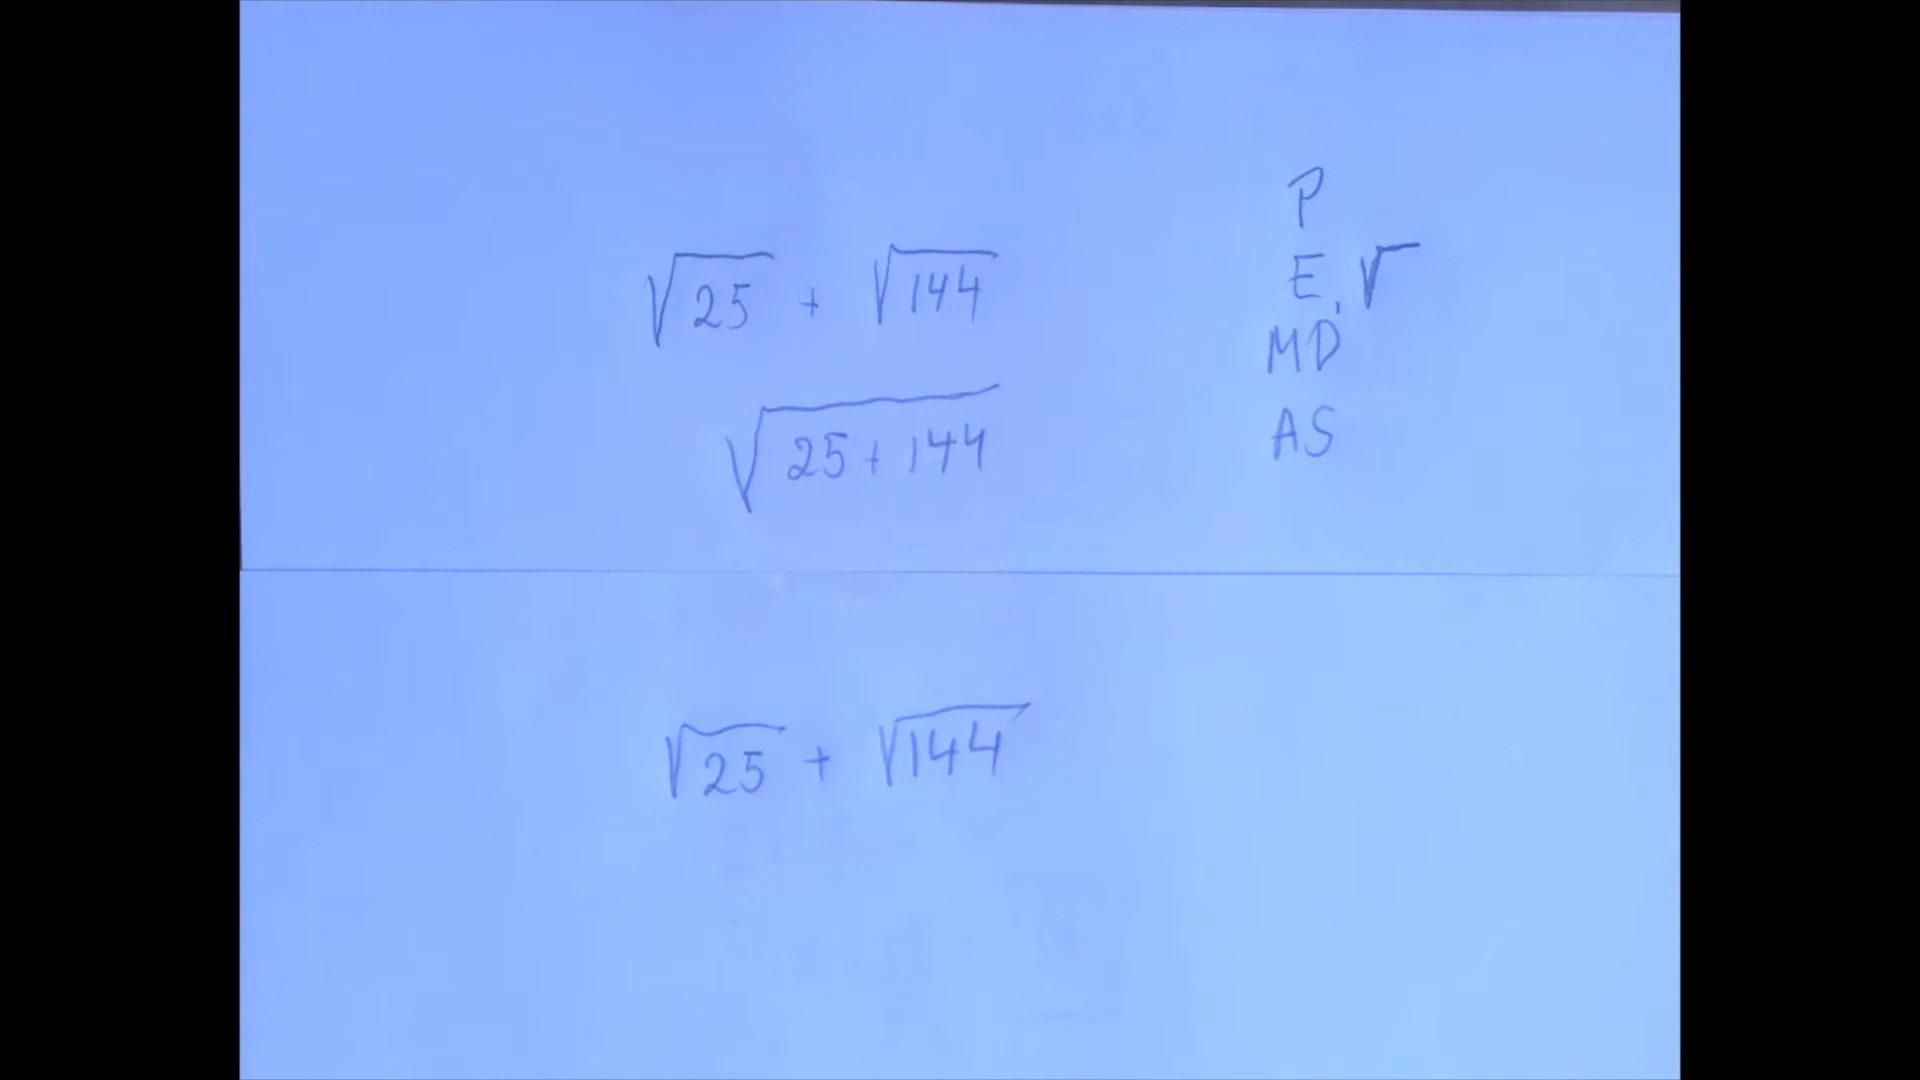 √25 + √144
√(25 + 144)
P
E, √
MD
AS
√25 + √144